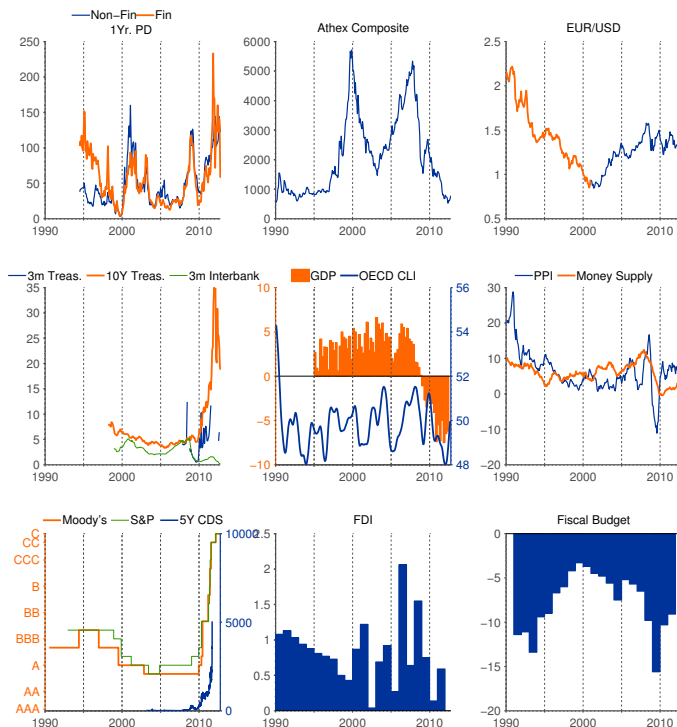 Non-Fin Fin
1Yr. PD
250
200
150
100
50
0
1990 2000 2010
Athex Composite
6000
5000
4000
3000
2000
1000
0
1990 2000 2010
EUR/USD
2.5
2
1.5
1
0.5
1990 2000 2010
3m Treas. 10Y Treas. 3m Interbank
35
30
25
20
15
10
5
0
1990 2000 2010
GDP OECD CLI
10 56
5 54
0 52
−5 50
−10 48
1990 2000 2010
PPI Money Supply
30
20
10
0
−10
−20
1990 2000 2010
Moody's S&P 5Y CDS
C 10000
CC
CCC
B
BB 5000
BBB
A
AA
AAA 0
1990 2000 2010
FDI
2.5
2
1.5
1
0.5
0
1990 2000 2010
Fiscal Budget
0
−5
−10
−15
−20
1990 2000 2010